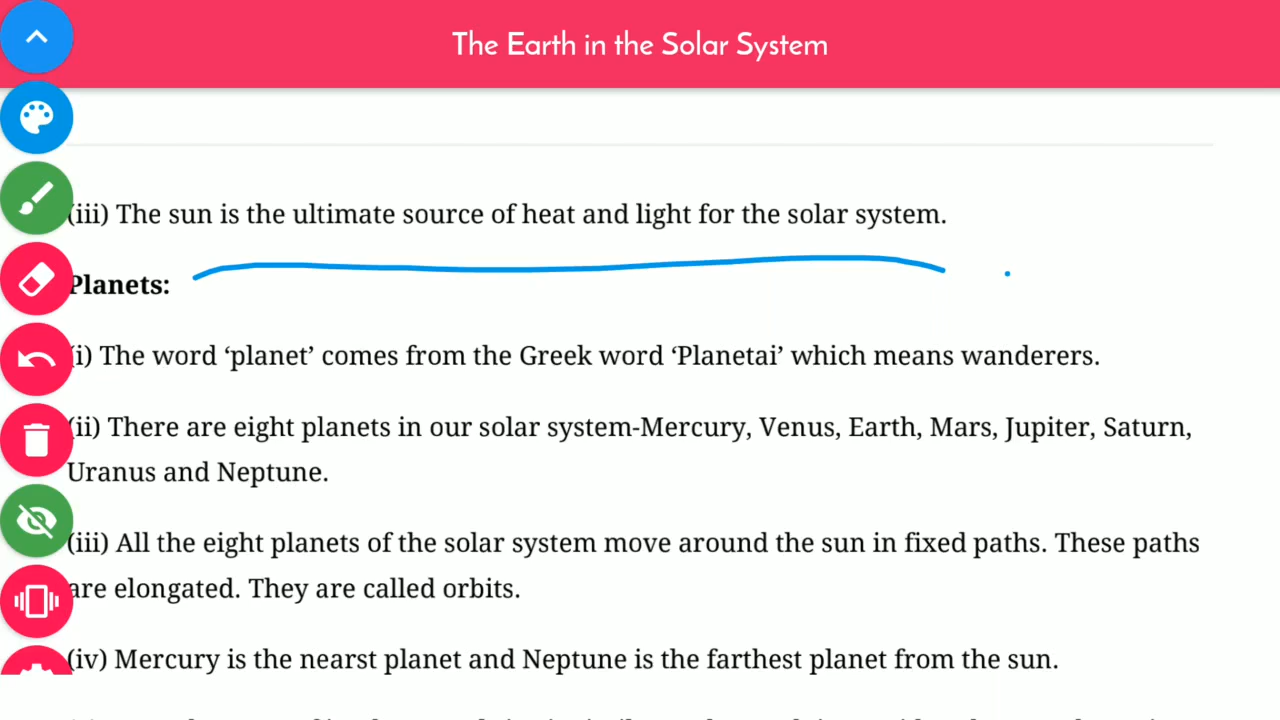 The Earth in the Solar System
(iii) The sun is the ultimate source of heat and light for the solar system.
Planets:
(i) The word ‘planet’ comes from the Greek word ‘Planetai’ which means wanderers.
(ii) There are eight planets in our solar system-Mercury, Venus, Earth, Mars, Jupiter, Saturn,
Uranus and Neptune.
(iii) All the eight planets of the solar system move around the sun in fixed paths. These paths
are elongated. They are called orbits.
(iv) Mercury is the nearst planet and Neptune is the farthest planet from the sun.